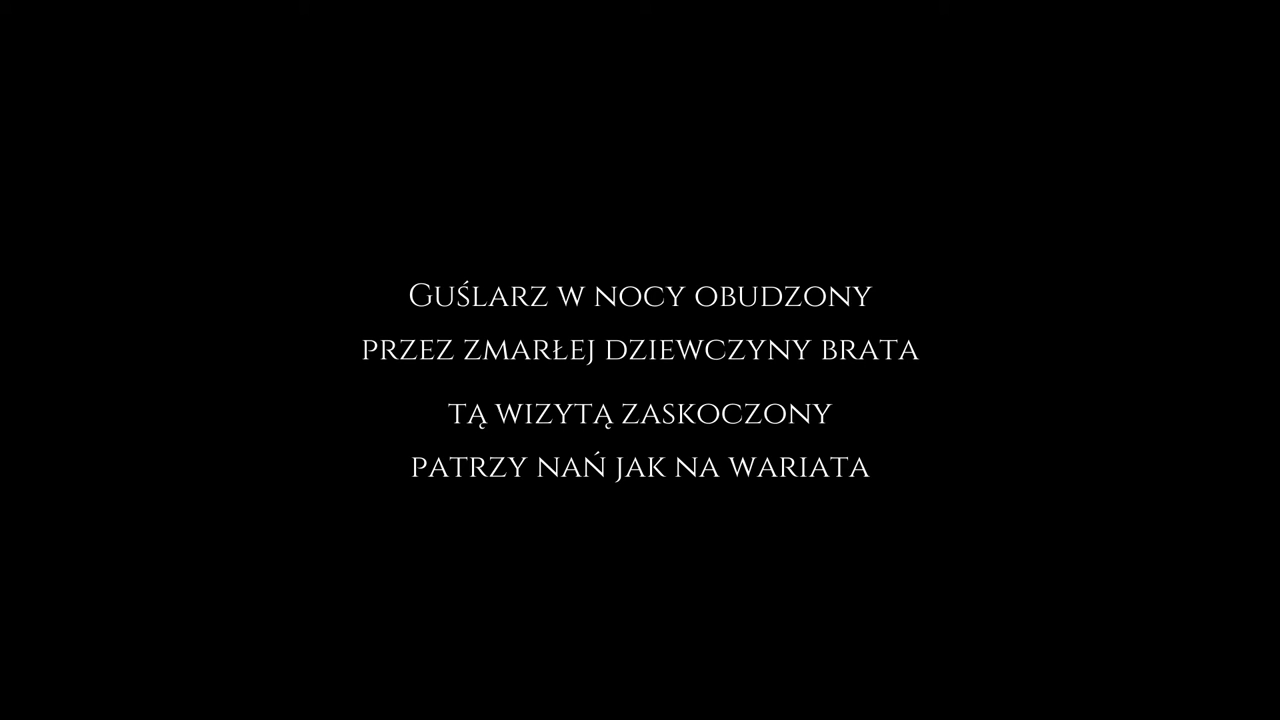 Guślarz w nocy obudzony
przez zmarłej dziewczyny brata
tą wizytą zaskoczony
patrzy nań jak na wariata